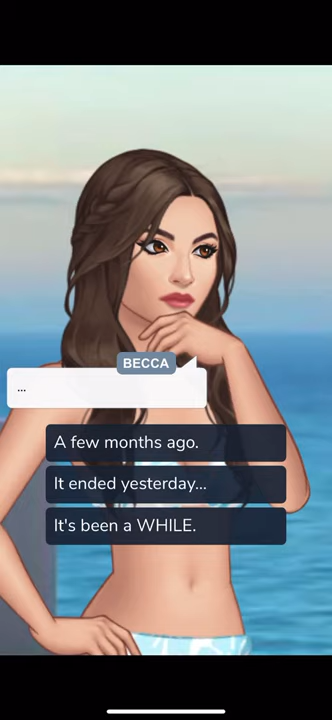 BECCA
...
A few months ago.
It ended yesterday...
It's been a WHILE.